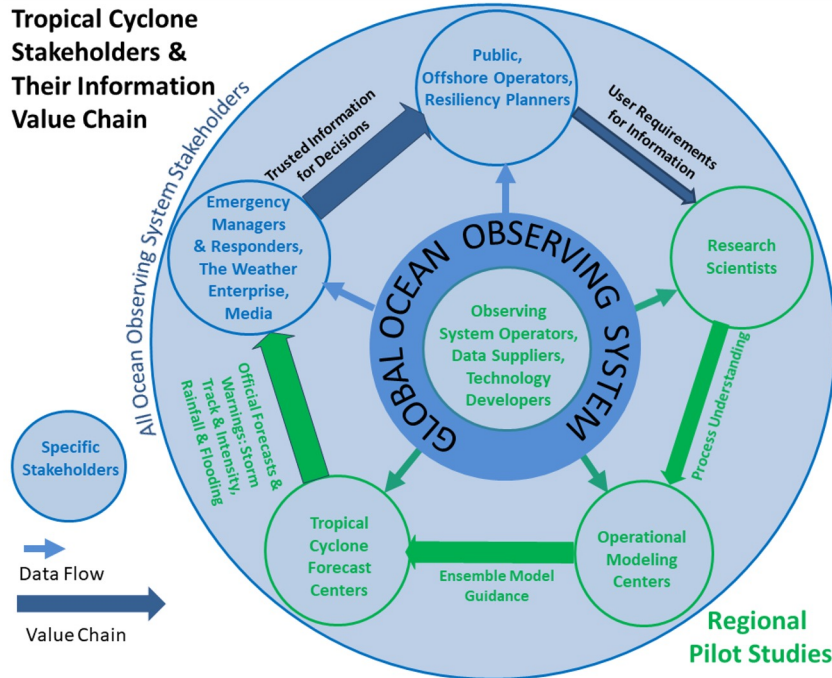 Tropical Cyclone
Stakeholders &
Their Information
Value Chain
All Ocean Observing System Stakeholders
Public,
Offshore Operators,
Resiliency Planners
Trusted Information
for Decisions
User Requirements
for Information
Emergency
Managers
& Responders,
The Weather
Enterprise,
Media
Research
Scientists
GLOBAL OCEAN OBSERVING SYSTEM
Observing
System Operators,
Data Suppliers,
Technology
Developers
Process Understanding
Official Forecasts &
Warnings: Storm
Track & Intensity,
Rainfall & Flooding
Tropical
Cyclone
Forecast
Centers
Ensemble Model
Guidance
Operational
Modeling
Centers
Specific
Stakeholders
Data Flow
Value Chain
Regional
Pilot Studies